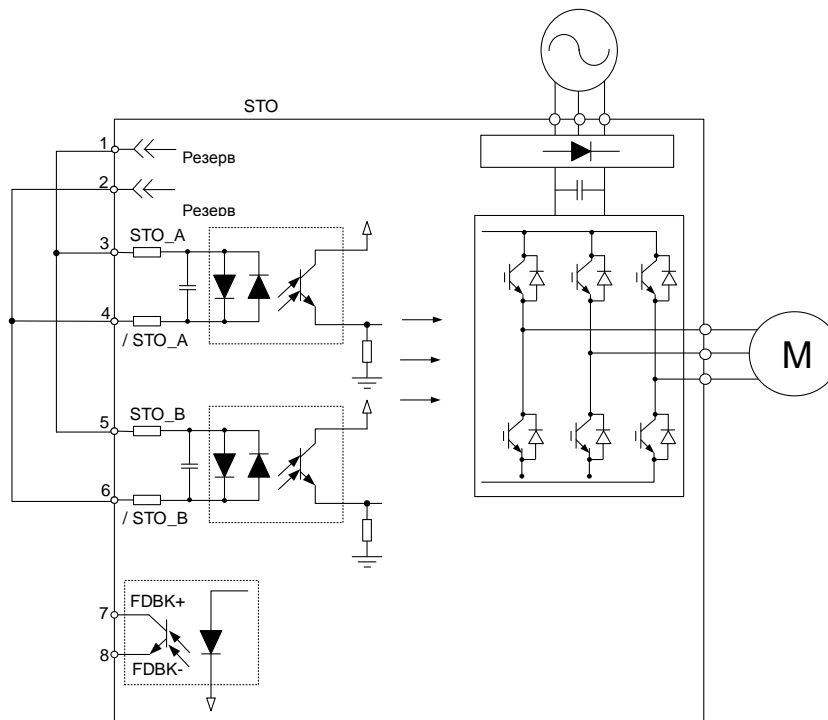 STO
1
Резерв
2
Резерв
3
STO_A
4
/ STO_A
5
STO_B
6
/ STO_B
7
FDBK+
8
FDBK-
M